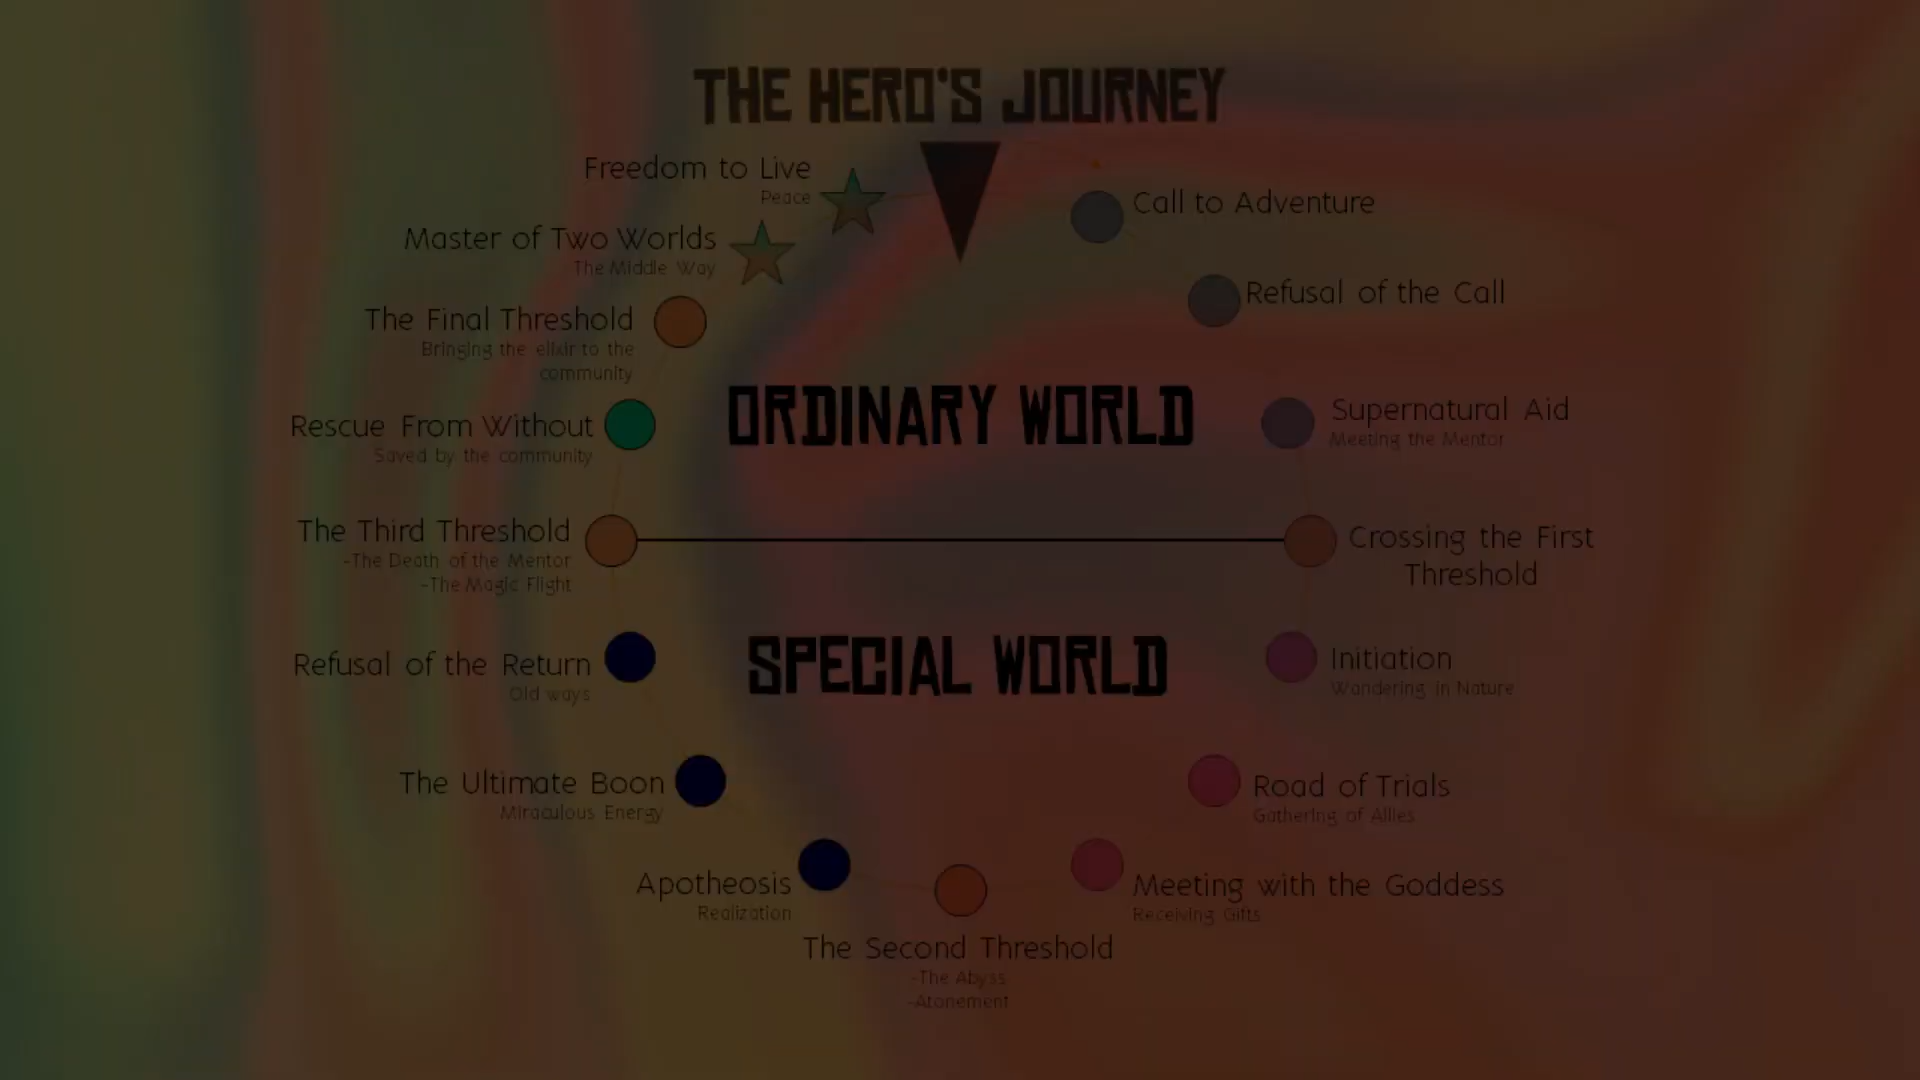 THE HERO'S JOURNEY
Freedom to Live
Peace
Call to Adventure
Master of Two Worlds
The Middle Way
Refusal of the Call
The Final Threshold
Bringing the elixir to the
community
ORDINARY WORLD
Supernatural Aid
Meeting the Mentor
Rescue From Without
Saved by the community
The Third Threshold
-The Death of the Mentor
-The Magic Flight
Crossing the First
Threshold
SPECIAL WORLD
Refusal of the Return
Old ways
Initiation
Wandering in Nature
The Ultimate Boon
Miraculous Energy
Road of Trials
Gathering of Allies
Apotheosis
Realization
Meeting with the Goddess
Receiving Gifts
The Second Threshold
-The Abyss
-Atonement